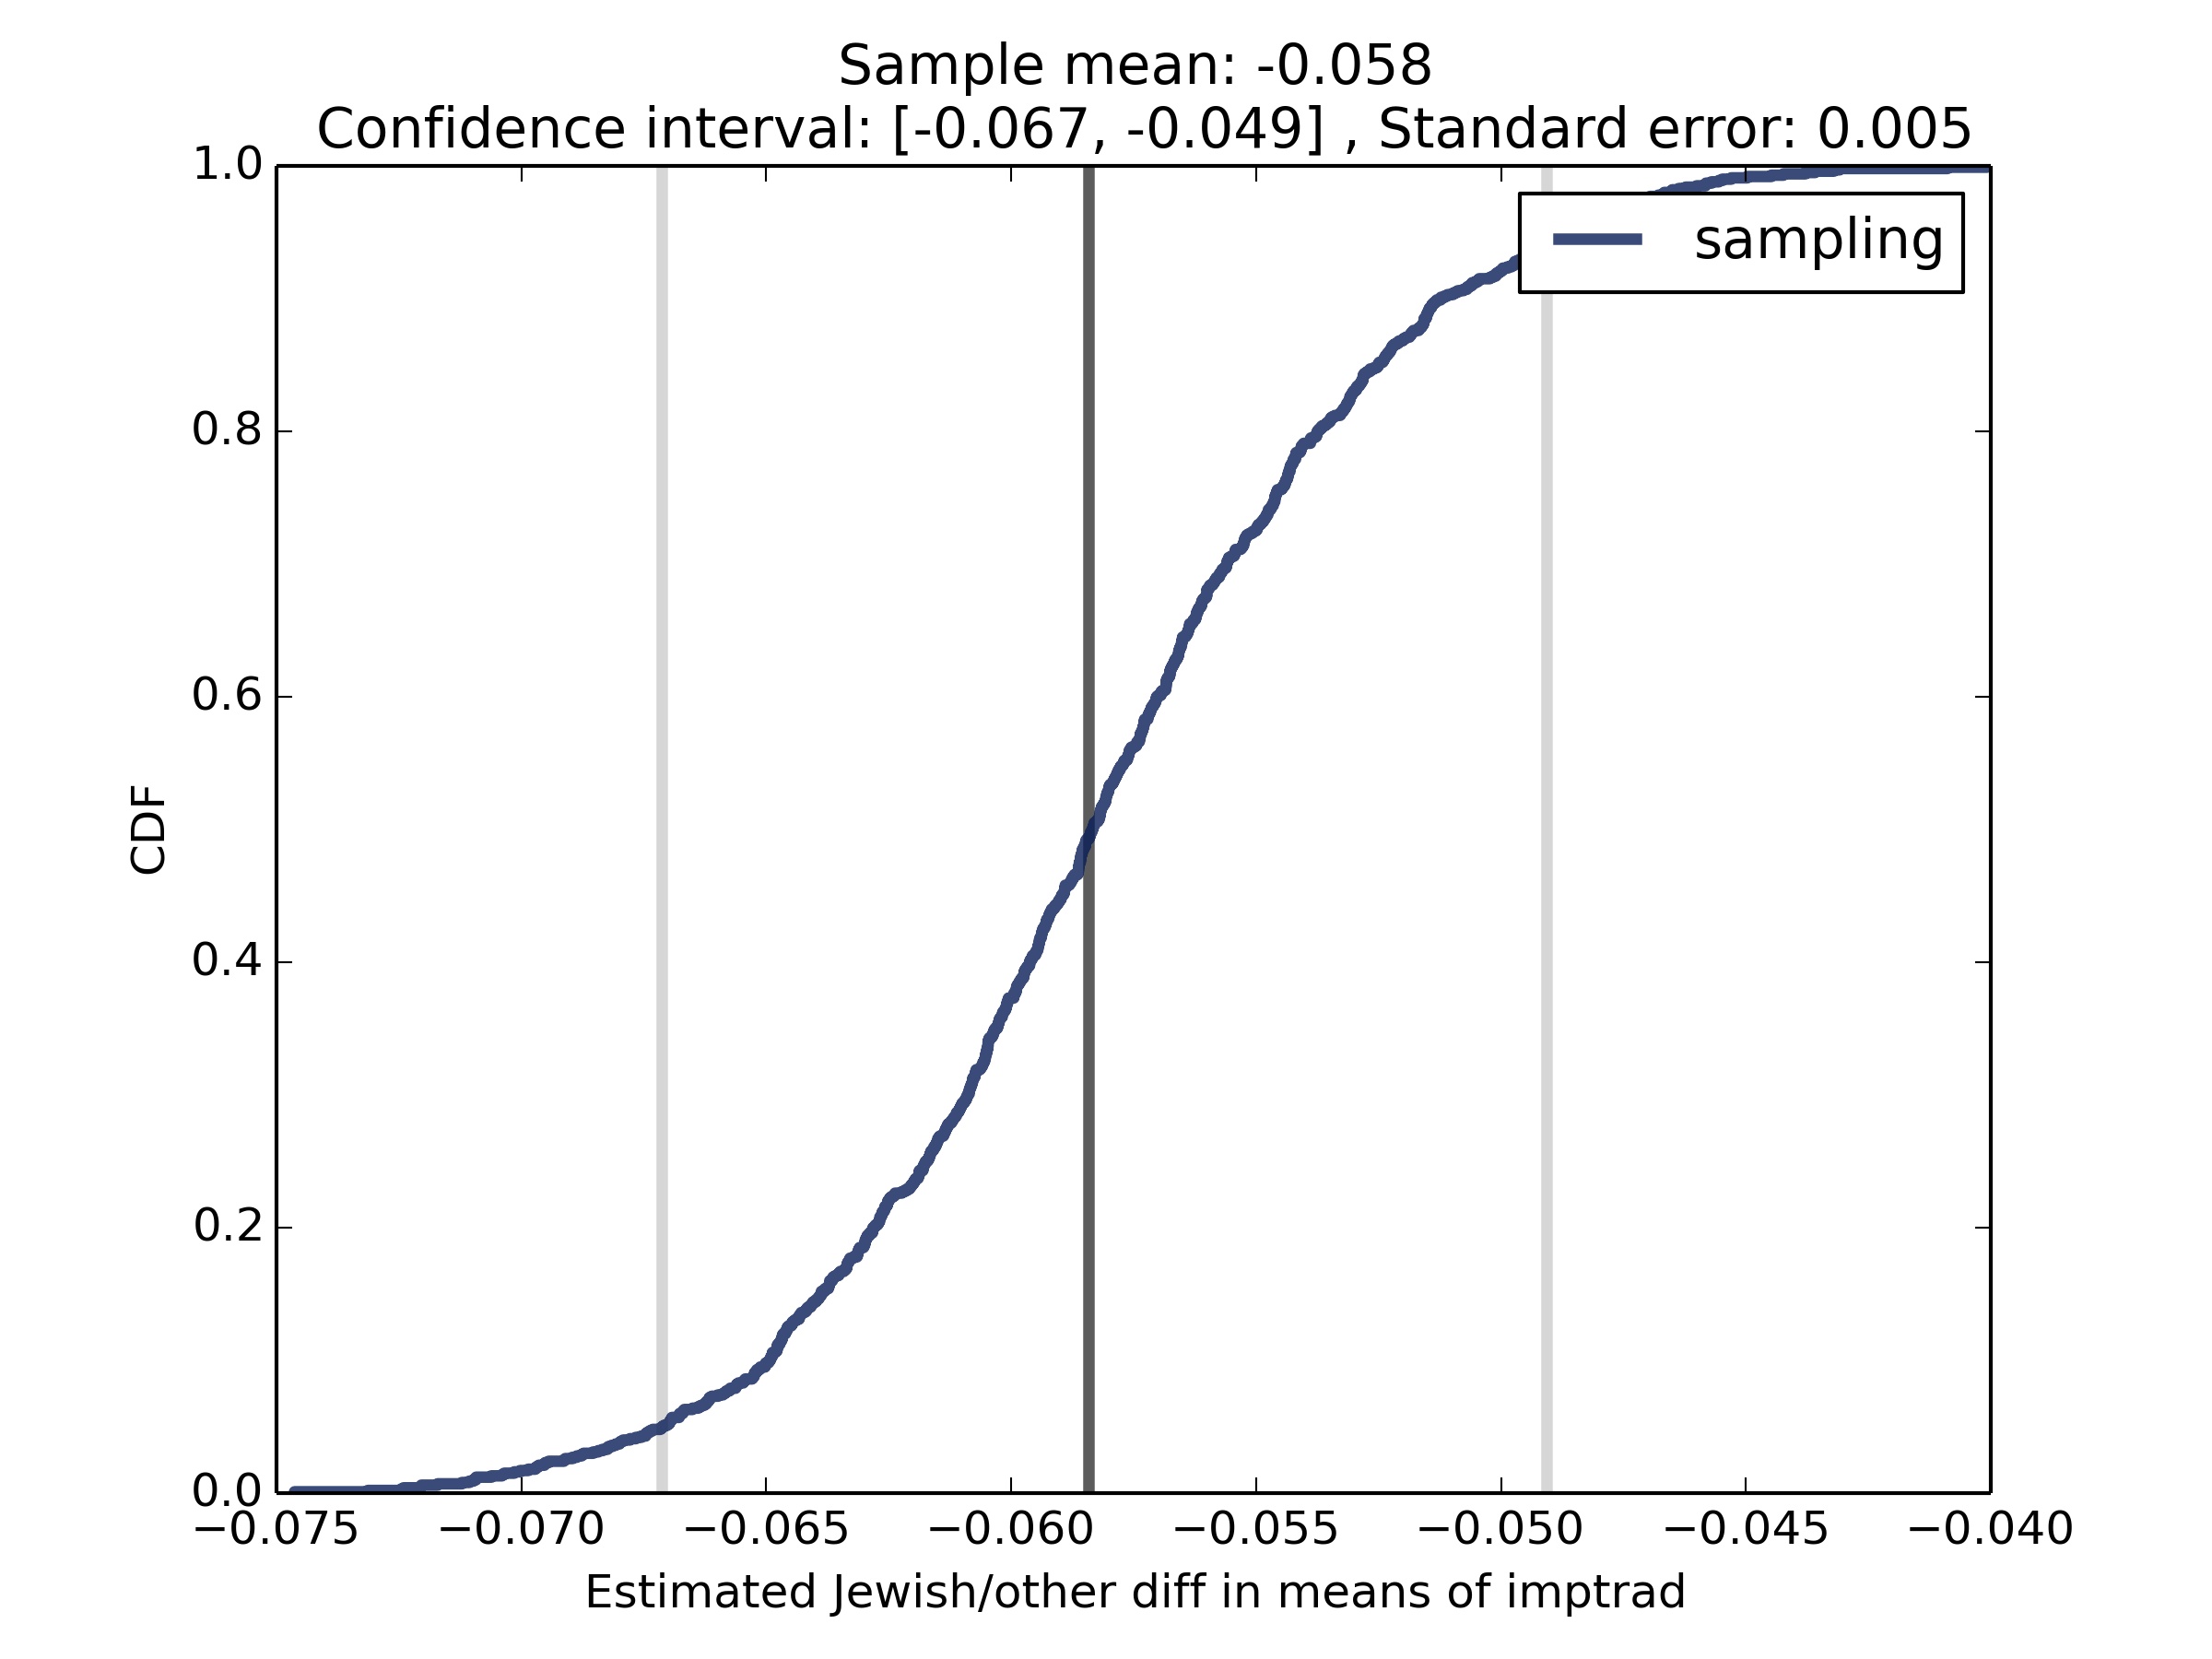 Sample mean: -0.058
Confidence interval: [-0.067, -0.049] , Standard error: 0.005
1.0
sampling
0.8
0.6
CDF
0.4
0.2
0.0
−0.075 −0.070 −0.065 −0.060 −0.055 −0.050 −0.045 −0.040
Estimated Jewish/other diff in means of imptrad